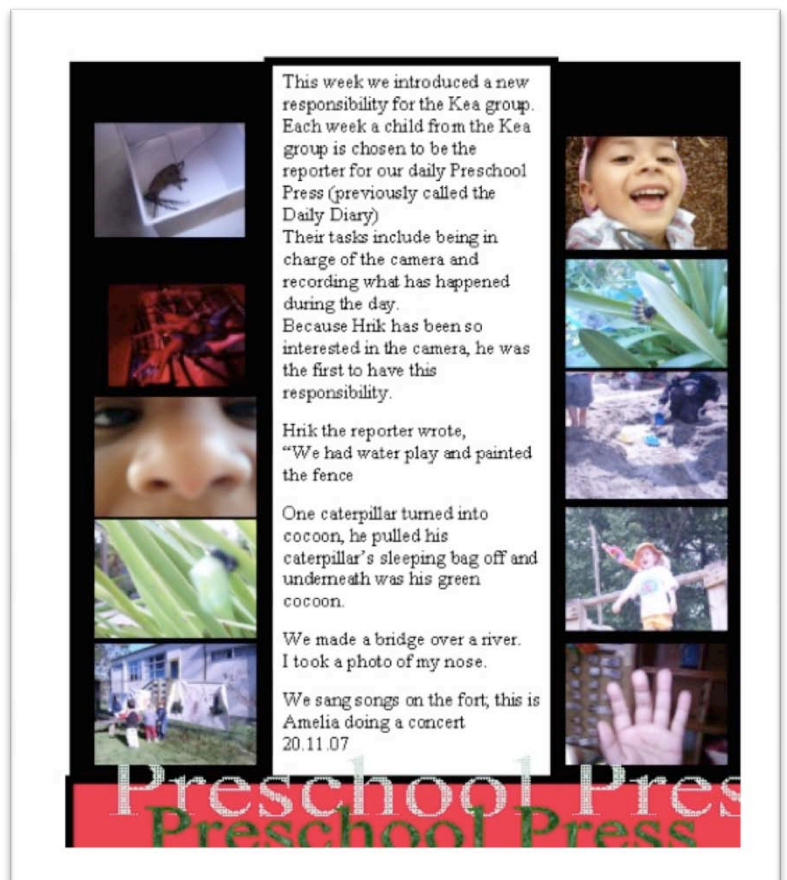 This week we introduced a new
responsibility for the Kea group.
Each week a child from the Kea
group is chosen to be the
reporter for our daily Preschool
Press (previously called the
Daily Diary)
Their tasks include being in
charge of the camera and
recording what has happened
during the day.
Because Hrik has been so
interested in the camera, he was
the first to have this
responsibility.
Hrik the reporter wrote,
“We had water play and painted
the fence
One caterpillar turned into
cocoon, he pulled his
caterpillar’s sleeping bag off and
underneath was his green
cocoon.
We made a bridge over a river.
I took a photo of my nose.
We sang songs on the fort; this is
Amelia doing a concert
20.11.07
Preschool Pres
Preschool Press